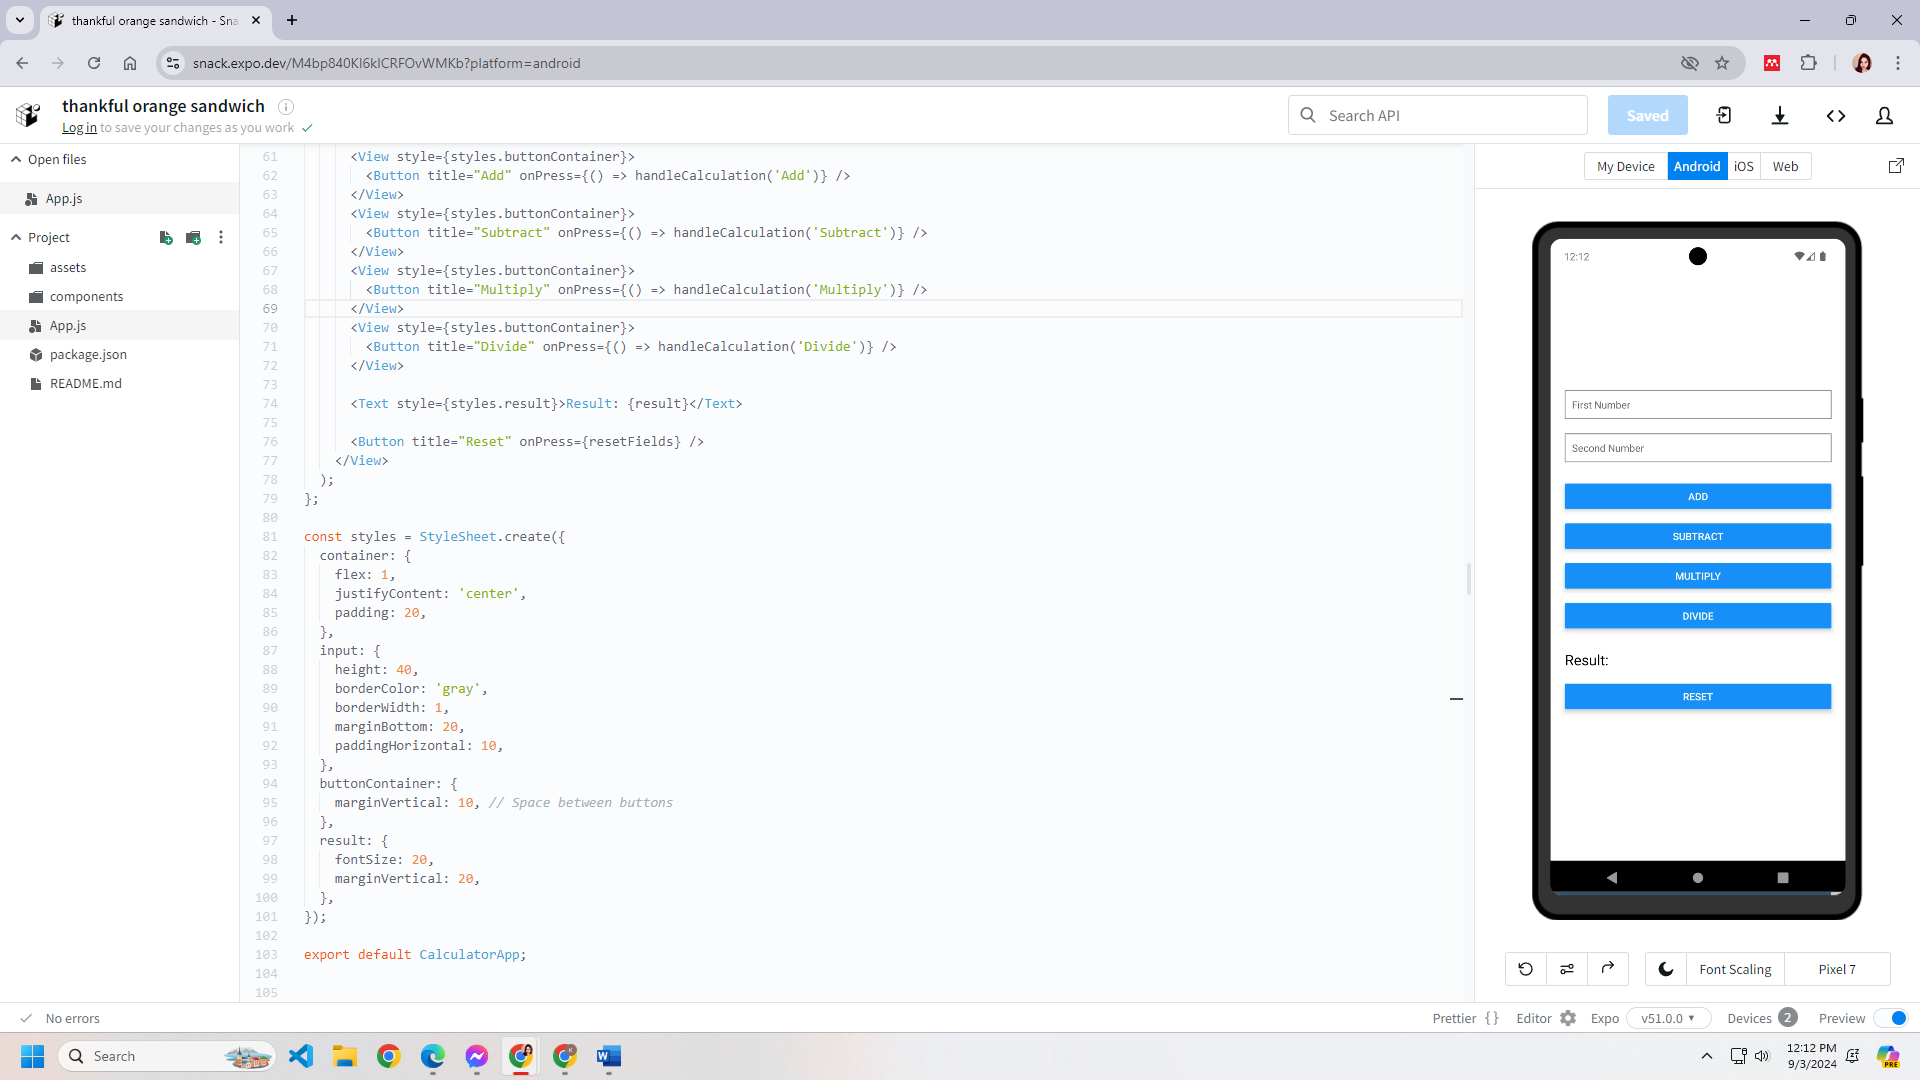 thankful orange sandwich - Sna
snack.expo.dev/M4bp840Kl6kICRFOvWMKb?platform=android
thankful orange sandwich
Log in to save your changes as you work
Search API
Saved
Open files
App.js
Project
assets
components
App.js
package.json
README.md
61 <View style={styles.buttonContainer}>
62 <Button title="Add" onPress={() => handleCalculation('Add')} />
63 </View>
64 <View style={styles.buttonContainer}>
65 <Button title="Subtract" onPress={() => handleCalculation('Subtract')} />
66 </View>
67 <View style={styles.buttonContainer}>
68 <Button title="Multiply" onPress={() => handleCalculation('Multiply')} />
69 </View>
70 <View style={styles.buttonContainer}>
71 <Button title="Divide" onPress={() => handleCalculation('Divide')} />
72 </View>
73
74 <Text style={styles.result}>Result: {result}</Text>
75
76 <Button title="Reset" onPress={resetFields} />
77 </View>
78 );
79 };
80
81 const styles = StyleSheet.create({
82 container: {
83 flex: 1,
84 justifyContent: 'center',
85 padding: 20,
86 },
87 input: {
88 height: 40,
89 borderColor: 'gray',
90 borderWidth: 1,
91 marginBottom: 20,
92 paddingHorizontal: 10,
93 },
94 buttonContainer: {
95 marginVertical: 10, // Space between buttons
96 },
97 result: {
98 fontSize: 20,
99 marginVertical: 20,
100 },
101 });
102
103 export default CalculatorApp;
104
105
My Device Android iOS Web
12:12
First Number
Second Number
ADD
SUBTRACT
MULTIPLY
DIVIDE
Result:
RESET
Font Scaling Pixel 7
No errors
Prettier {} Editor Expo v51.0.0 Devices 2 Preview
Search
12:12 PM
9/3/2024
PRE